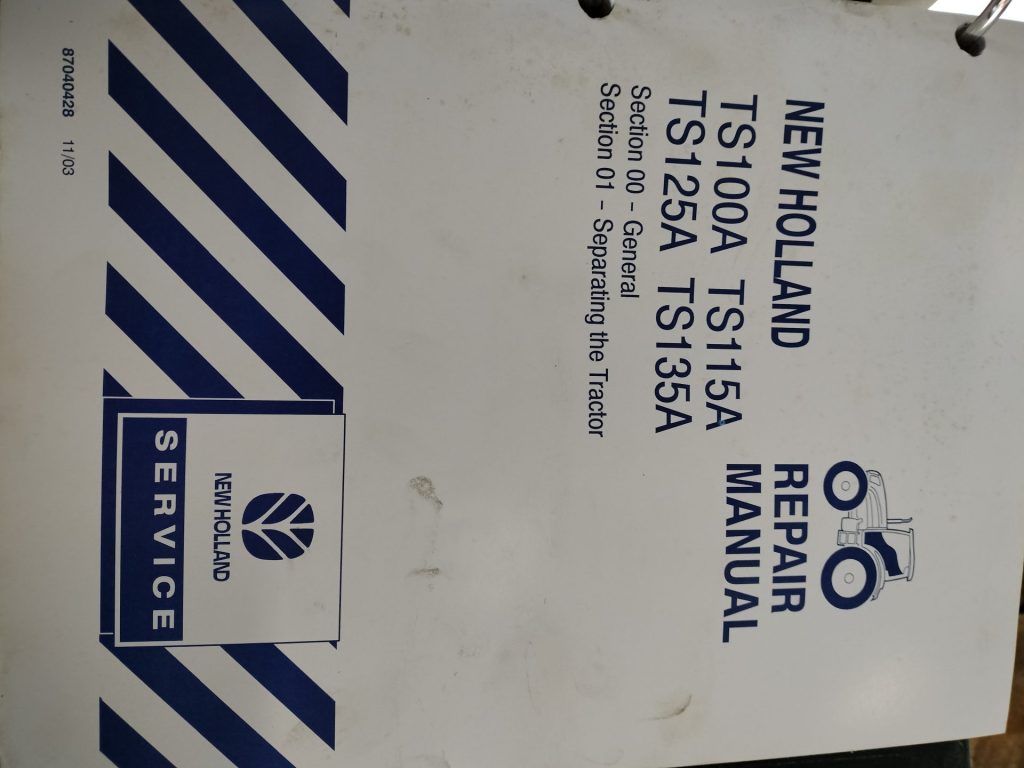 NEW HOLLAND
REPAIR
MANUAL
TS100A TS115A
TS125A TS135A
Section 00 – General
Section 01 – Separating the Tractor
NEW HOLLAND
SERVICE
87040428 11/03